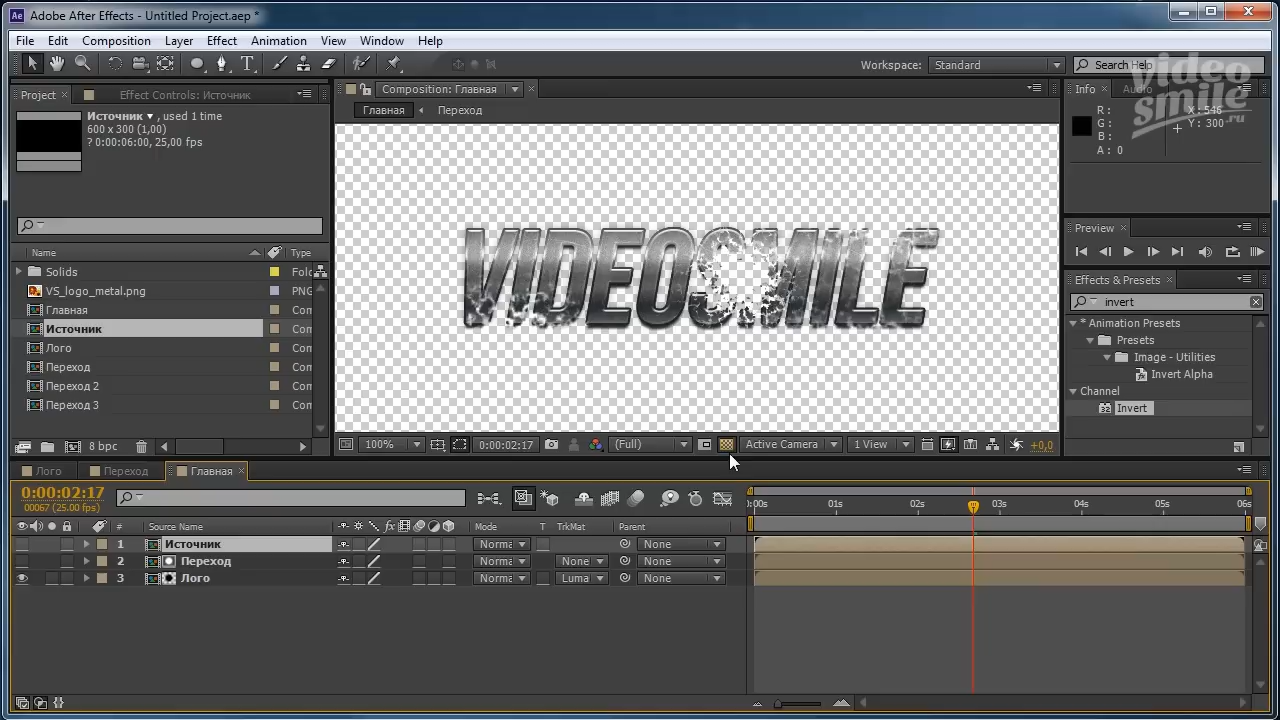 Adobe After Effects - Untitled Project.aep *
File Edit Composition Layer Effect Animation View Window Help
Workspace: Standard Search Help
video
smile
.ru
Project Effect Controls: Источник
Источник ▾, used 1 time
600 x 300 (1,00)
? 0:00:06:00, 25,00 fps
Name Type
Solids Fol
VS_logo_metal.png PNG
Главная Con
Источник Con
Лого Con
Переход Con
Переход 2 Con
Переход 3 Con
8 bpc
Composition: Главная
Главная Переход
VIDEOSMILE
100% 0:00:02:17 (Full) Active Camera 1 View +0,0
Info Audio
R: X: 546
G: Y: 300
B:
A: 0
Preview
Effects & Presets
invert
* Animation Presets
Presets
Image - Utilities
Invert Alpha
Channel
Invert
Лого Переход Главная
0:00:02:17
00067 (25.00 fps)
# Source Name Mode T TrkMat Parent
1 Источник Norma None
2 Переход Norma None None
3 Лого Norma Luma None
:00s 01s 02s 03s 04s 05s 06s